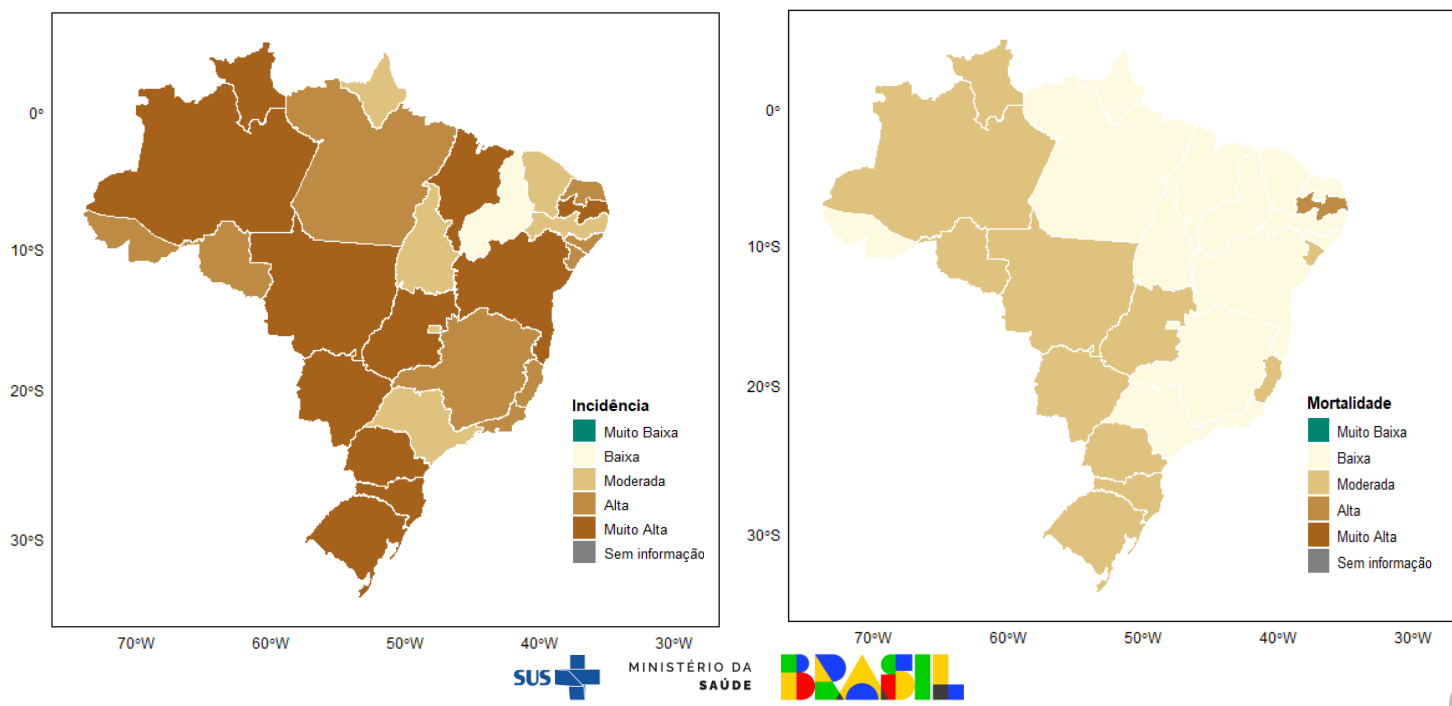 0°
10°S
20°S
30°S
Incidência
Muito Baixa
Baixa
Moderada
Alta
Muito Alta
Sem informação
70°W
60°W
50°W
40°W
30°W
0°
10°S
20°S
30°S
Mortalidade
Muito Baixa
Baixa
Moderada
Alta
Muito Alta
Sem informação
70°W
60°W
50°W
40°W
30°W
SUS
MINISTÉRIO DA
SAÚDE
BRASIL